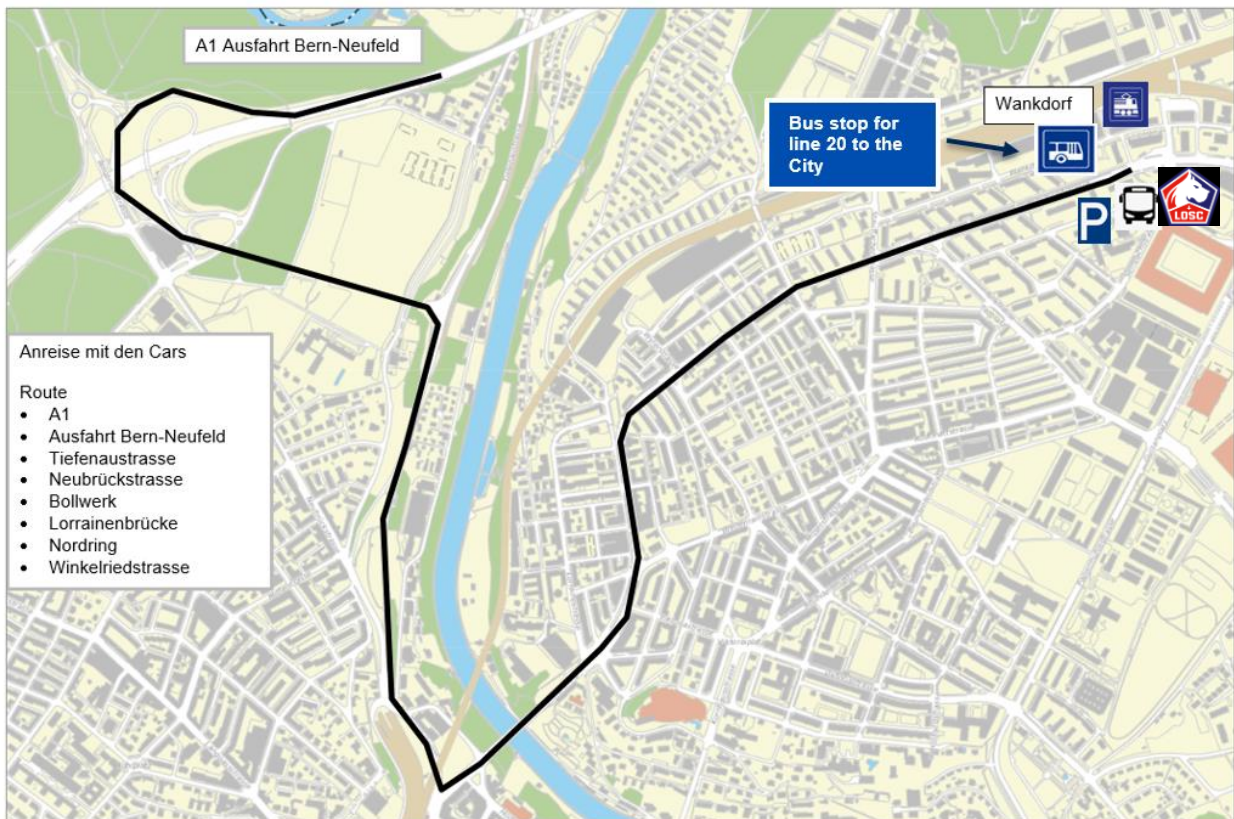 A1 Ausfahrt Bern-Neufeld
Wankdorf
Bus stop for
line 20 to the
City
P
LOSC
Anreise mit den Cars
Route
• A1
• Ausfahrt Bern-Neufeld
• Tiefenaustrasse
• Neubrückstrasse
• Bollwerk
• Lorrainenbrücke
• Nordring
• Winkelriedstrasse